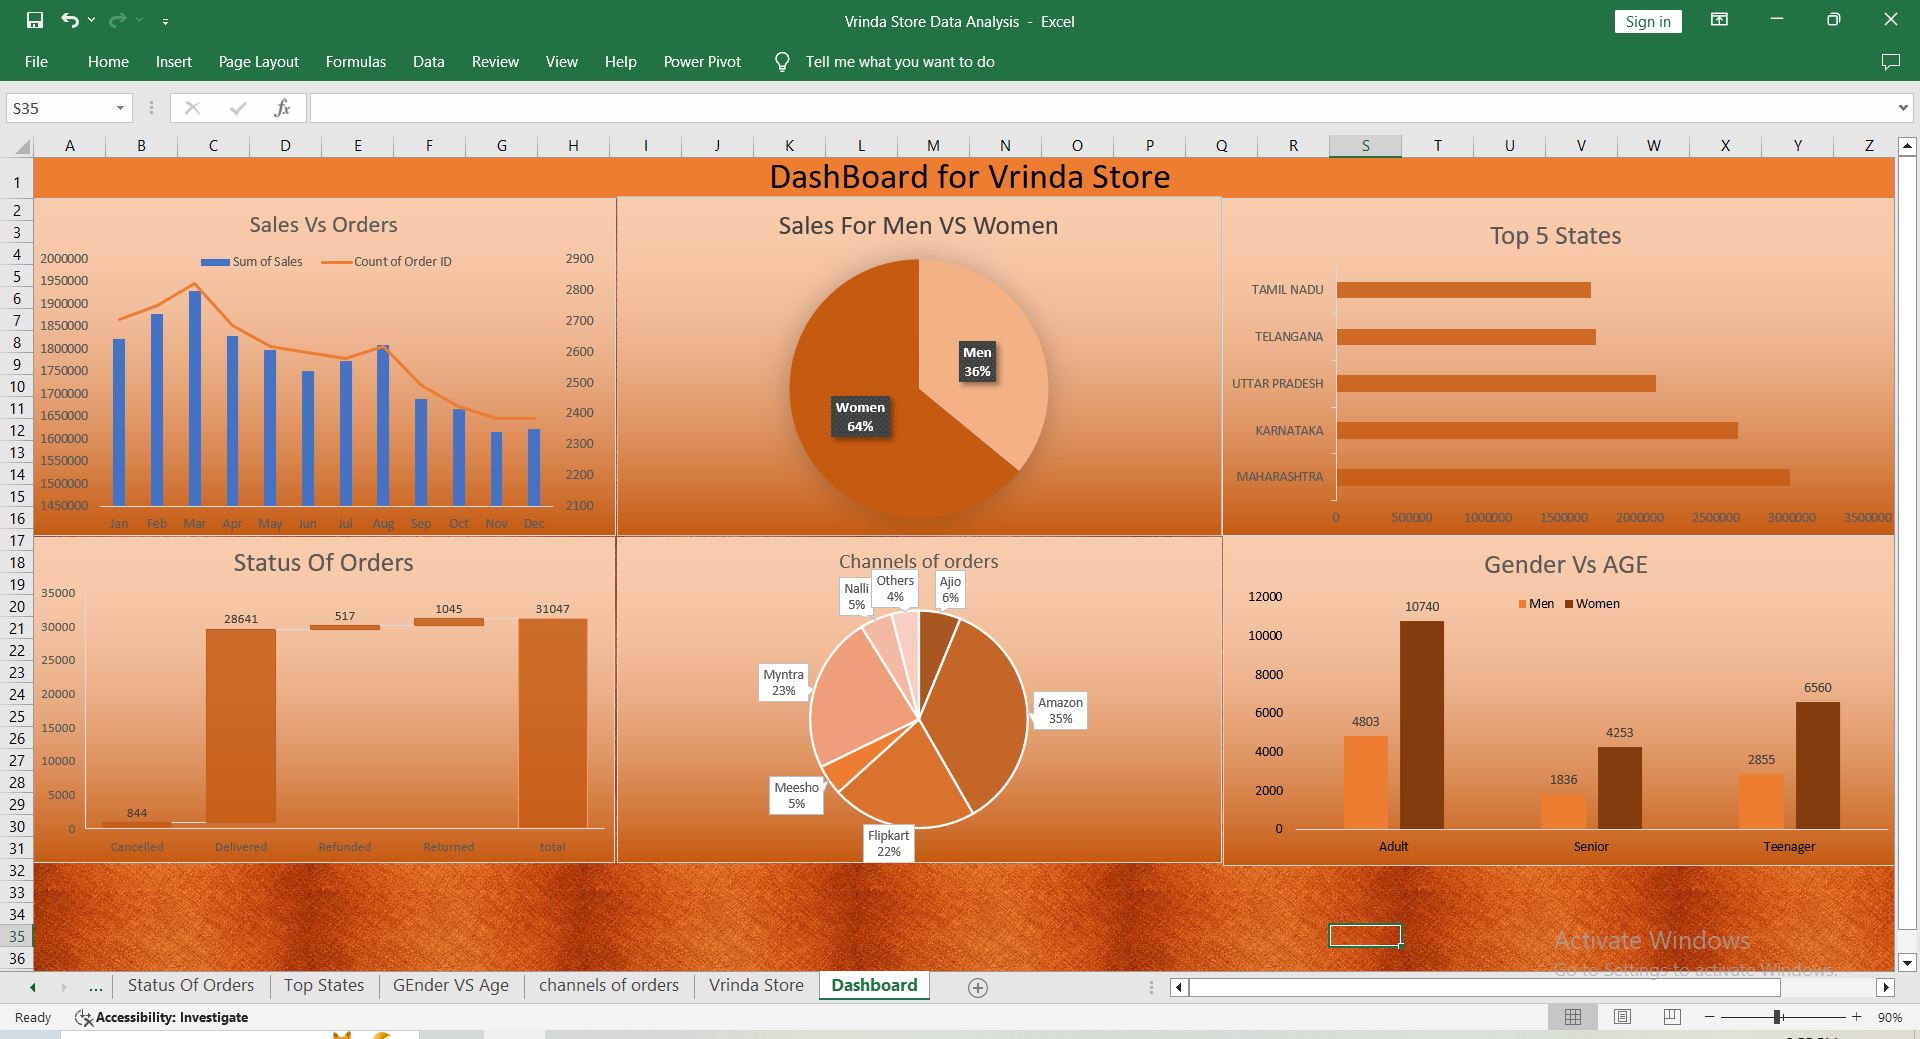 Vrinda Store Data Analysis - Excel
Sign in
File Home Insert Page Layout Formulas Data Review View Help Power Pivot Tell me what you want to do
S35
fx
A B C D E F G H I J K L M N O P Q R S T U V W X Y Z
1
2
3
4
5
6
7
8
9
10
11
12
13
14
15
16
17
18
19
20
21
22
23
24
25
26
27
28
29
30
31
32
33
34
35
36
DashBoard for Vrinda Store
Sales Vs Orders
Sum of Sales Count of Order ID
2000000
1950000
1900000
1850000
1800000
1750000
1700000
1650000
1600000
1550000
1500000
1450000
2900
2800
2700
2600
2500
2400
2300
2200
2100
Jan Feb Mar Apr May Jun Jul Aug Sep Oct Nov Dec
Sales For Men VS Women
Men
36%
Women
64%
Top 5 States
TAMIL NADU
TELANGANA
UTTAR PRADESH
KARNATAKA
MAHARASHTRA
0 500000 1000000 1500000 2000000 2500000 3000000 3500000
Status Of Orders
35000
30000
25000
20000
15000
10000
5000
0
844
28641
517
1045
31047
Cancelled Delivered Refunded Returned total
Channels of orders
Nalli
5%
Others
4%
Ajio
6%
Myntra
23%
Amazon
35%
Meesho
5%
Flipkart
22%
Gender Vs AGE
Men Women
12000
10000
8000
6000
4000
2000
0
4803
10740
1836
4253
2855
6560
Adult Senior Teenager
Activate Windows
Go to Settings to activate Windows.
... Status Of Orders Top States GEnder VS Age channels of orders Vrinda Store Dashboard
Ready Accessibility: Investigate
90%